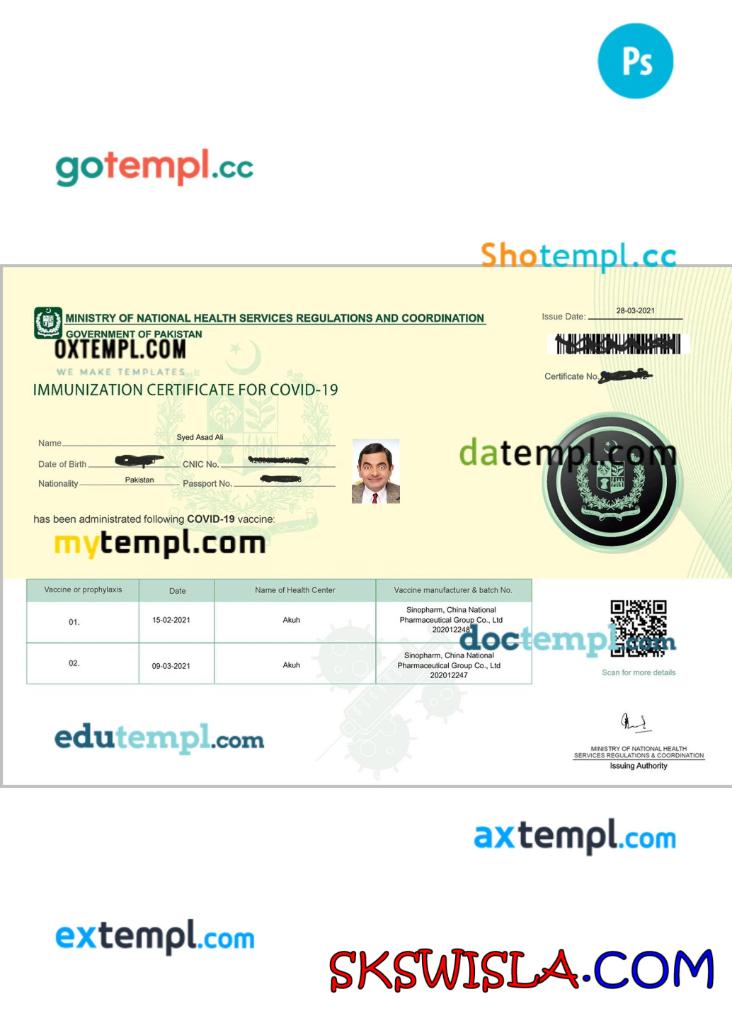 Ps
gotempl.cc
Shotempl.cc
MINISTRY OF NATIONAL HEALTH SERVICES REGULATIONS AND COORDINATION
GOVERNMENT OF PAKISTAN
Issue Date: 28-03-2021
OXTEMPL.COM
WE MAKE TEMPLATES
Certificate No.
IMMUNIZATION CERTIFICATE FOR COVID-19
Name Syed Asad Ali
Date of Birth CNIC No.
Nationality Pakistan Passport No.
datempl.com
has been administrated following COVID-19 vaccine:
mytempl.com
Vaccine or prophylaxis Date Name of Health Center Vaccine manufacturer & batch No.
01. 15-02-2021 Akuh Sinopharm, China National
Pharmaceutical Group Co., Ltd
202012248
doctempl.com
02. 09-03-2021 Akuh Sinopharm, China National
Pharmaceutical Group Co., Ltd
202012247
Scan for more details
edutempl.com
MINISTRY OF NATIONAL HEALTH
SERVICES REGULATIONS & COORDINATION
Issuing Authority
axtempl.com
extempl.com
SKSWISLA.COM